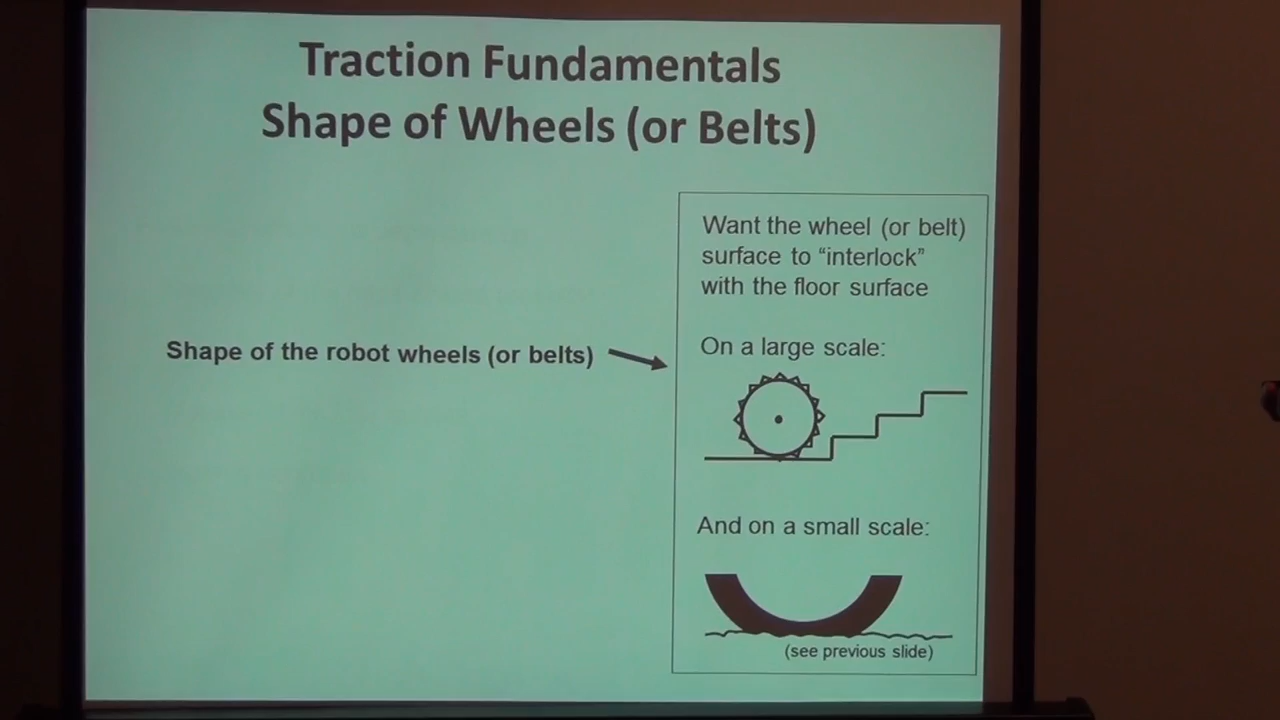 Traction Fundamentals
Shape of Wheels (or Belts)
Shape of the robot wheels (or belts)
Want the wheel (or belt)
surface to “interlock”
with the floor surface
On a large scale:
And on a small scale:
(see previous slide)